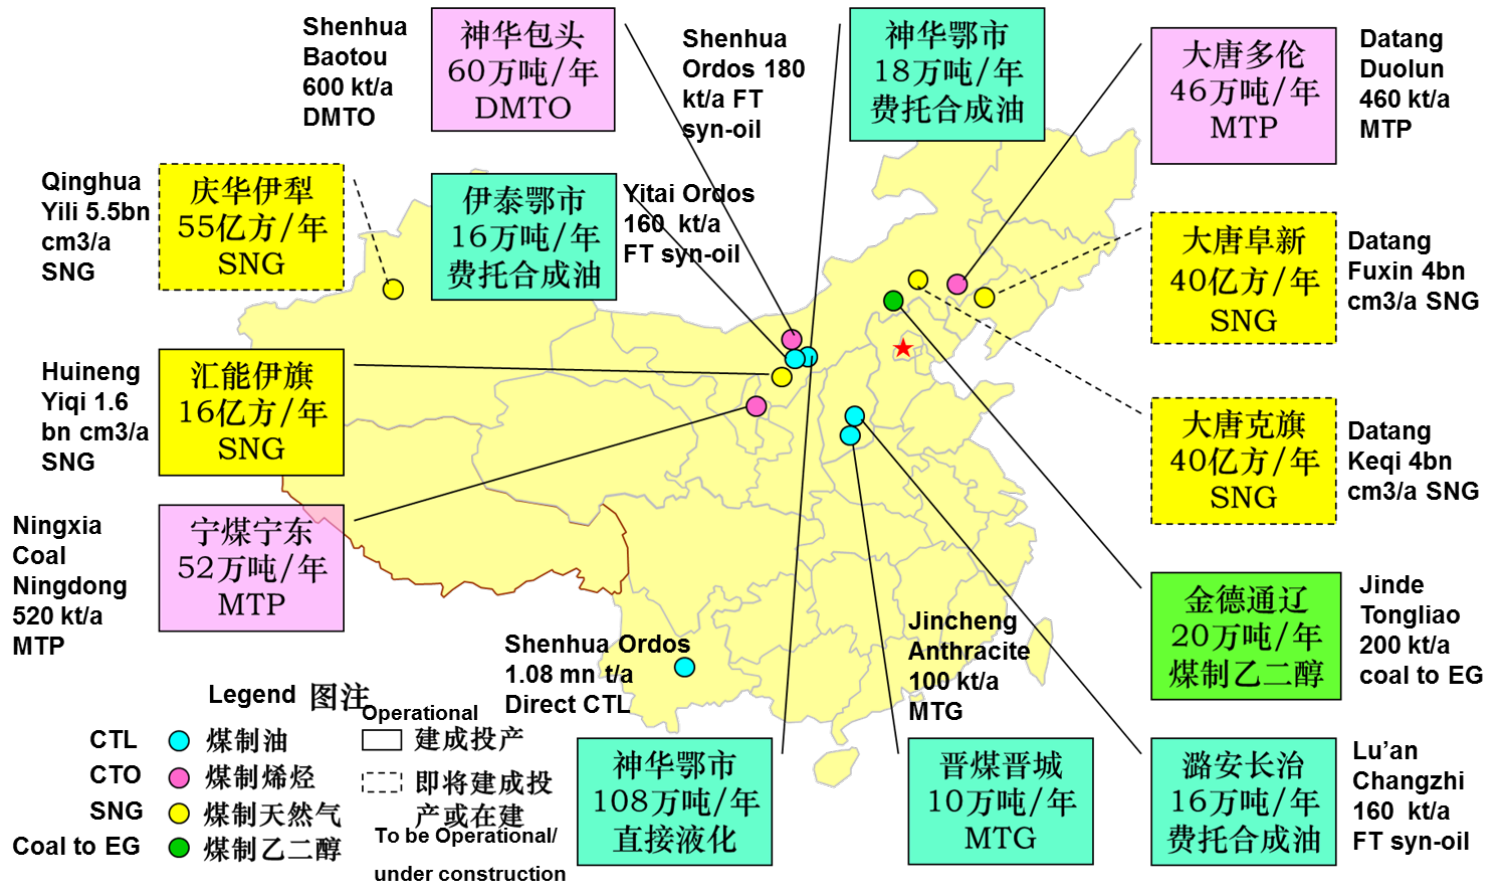 Shenhua
Baotou
600 kt/a
DMTO
神华包头
60万吨/年
DMTO
Shenhua
Ordos 180
kt/a FT
syn-oil
神华鄂市
18万吨/年
费托合成油
大唐多伦
46万吨/年
MTP
Datang
Duolun
460 kt/a
MTP
Qinghua
Yili 5.5bn
cm3/a
SNG
庆华伊犁
55亿方/年
SNG
伊泰鄂市
16万吨/年
费托合成油
Yitai Ordos
160 kt/a
FT syn-oil
大唐阜新
40亿方/年
SNG
Datang
Fuxin 4bn
cm3/a SNG
Huineng
Yiqi 1.6
bn cm3/a
SNG
汇能伊旗
16亿方/年
SNG
大唐克旗
40亿方/年
SNG
Datang
Keqi 4bn
cm3/a SNG
Ningxia
Coal
Ningdong
520 kt/a
MTP
宁煤宁东
52万吨/年
MTP
金德通辽
20万吨/年
煤制乙二醇
Jinde
Tongliao
200 kt/a
coal to EG
Shenhua Ordos
1.08 mn t/a
Direct CTL
Jincheng
Anthracite
100 kt/a
MTG
神华鄂市
108万吨/年
直接液化
晋煤晋城
10万吨/年
MTG
潞安长治
16万吨/年
费托合成油
Lu’an
Changzhi
160 kt/a
FT syn-oil
Legend 图注
CTL 煤制油
CTO 煤制烯烃
SNG 煤制天然气
Coal to EG 煤制乙二醇
Operational
建成投产
即将建成投
产或在建
To be Operational/
under construction